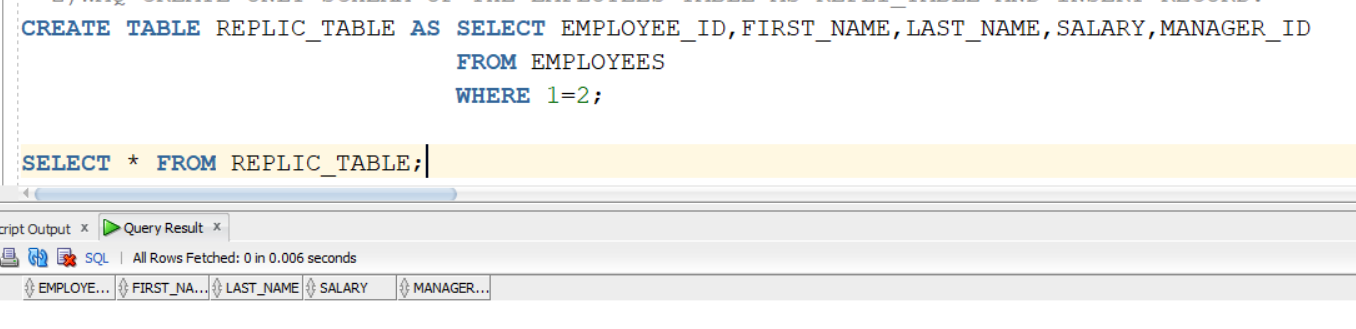 CREATE TABLE REPLIC_TABLE AS SELECT EMPLOYEE_ID,FIRST_NAME,LAST_NAME,SALARY,MANAGER_ID
FROM EMPLOYEES
WHERE 1=2;
SELECT * FROM REPLIC_TABLE;
cript Output x Query Result x
SQL | All Rows Fetched: 0 in 0.006 seconds
EMPLOYE... FIRST_NA... LAST_NAME SALARY MANAGER...